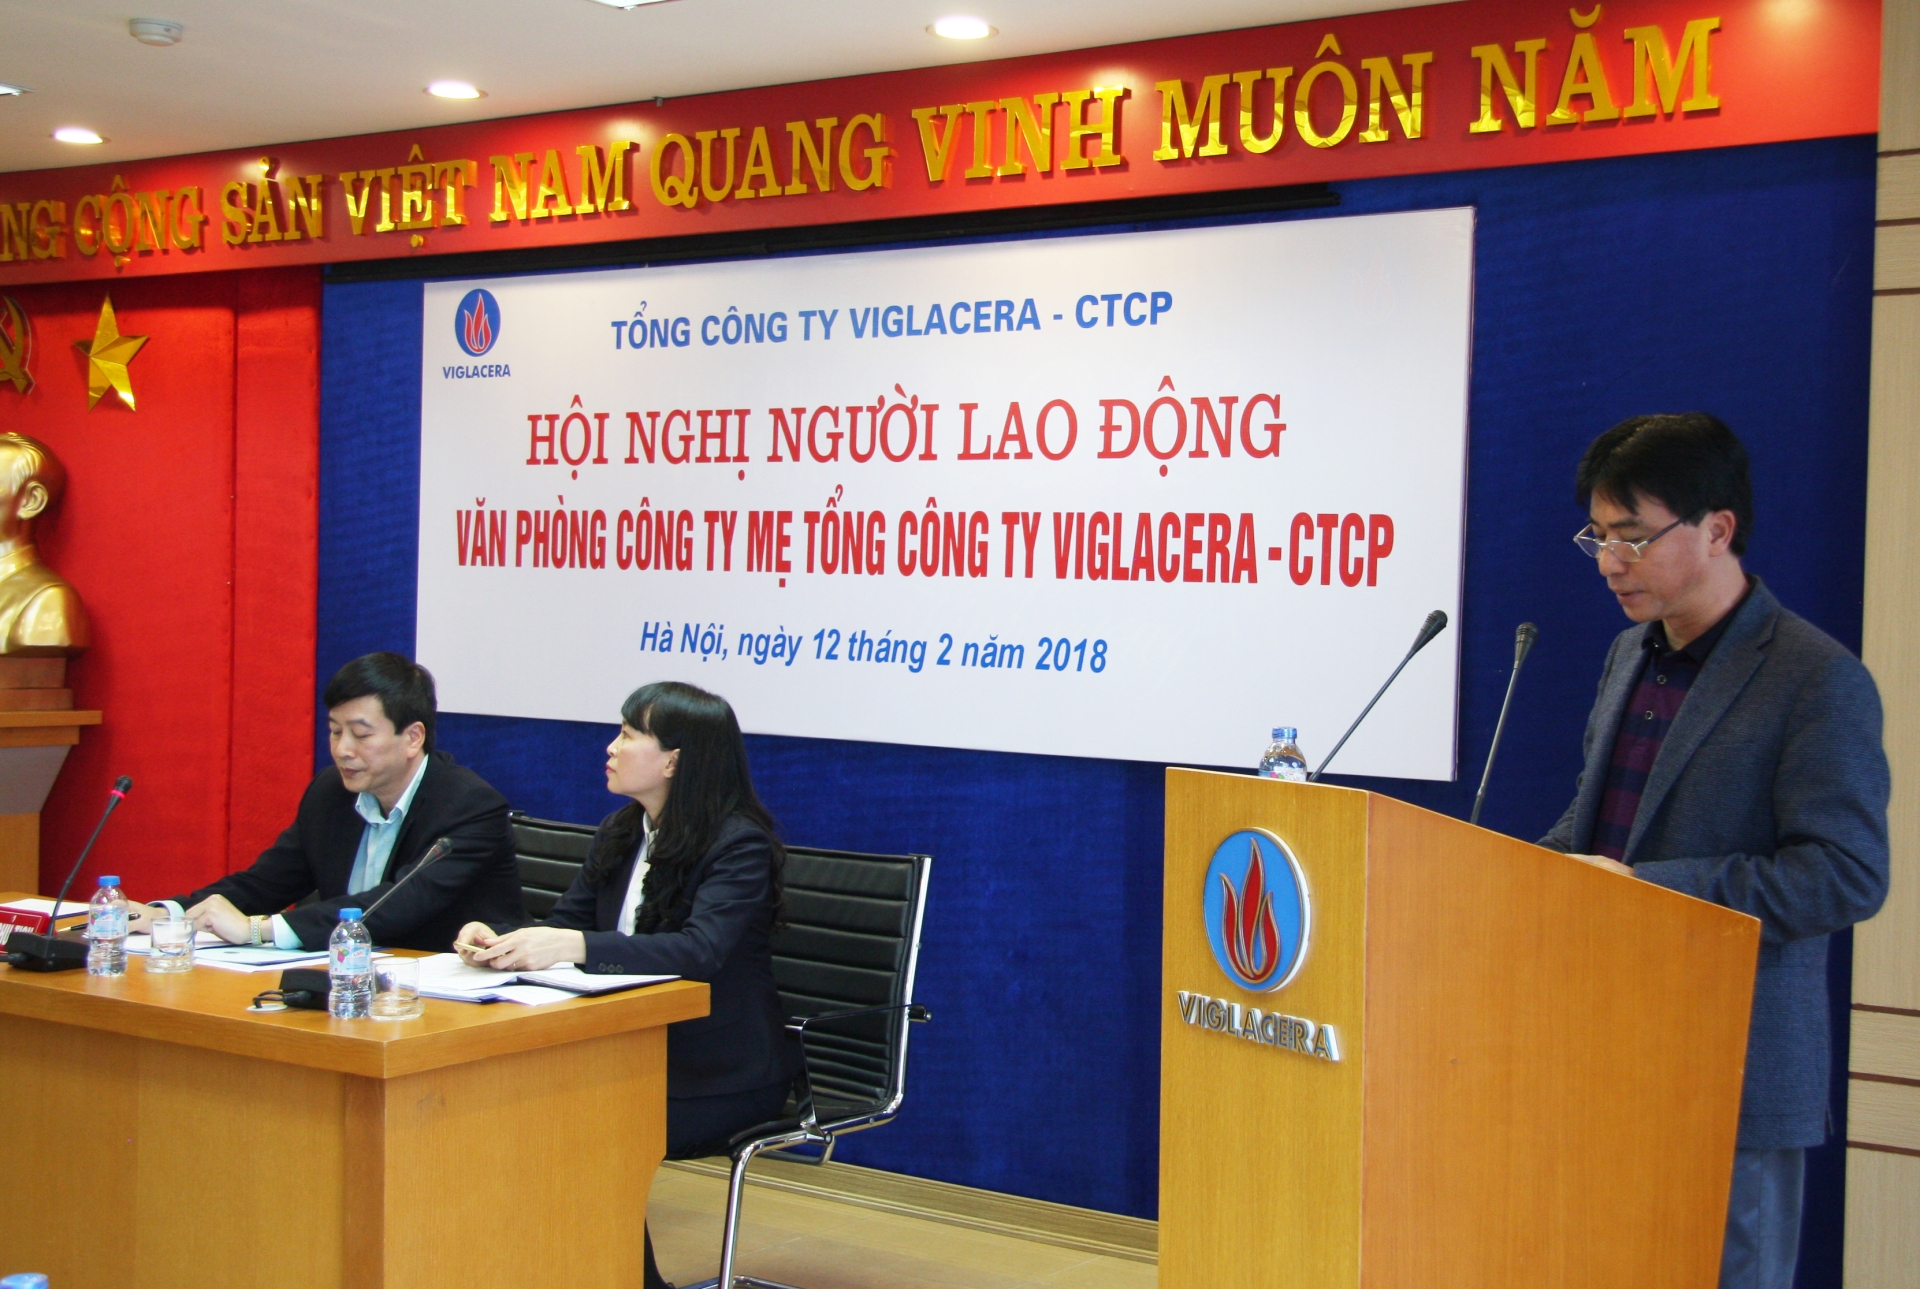 CỘNG SẢN VIỆT NAM QUANG VINH MUÔN NĂM
VIGLACERA
TỔNG CÔNG TY VIGLACERA - CTCP
HỘI NGHỊ NGƯỜI LAO ĐỘNG
VĂN PHÒNG CÔNG TY MẸ TỔNG CÔNG TY VIGLACERA - CTCP
Hà Nội, ngày 12 tháng 2 năm 2018
VIGLACERA